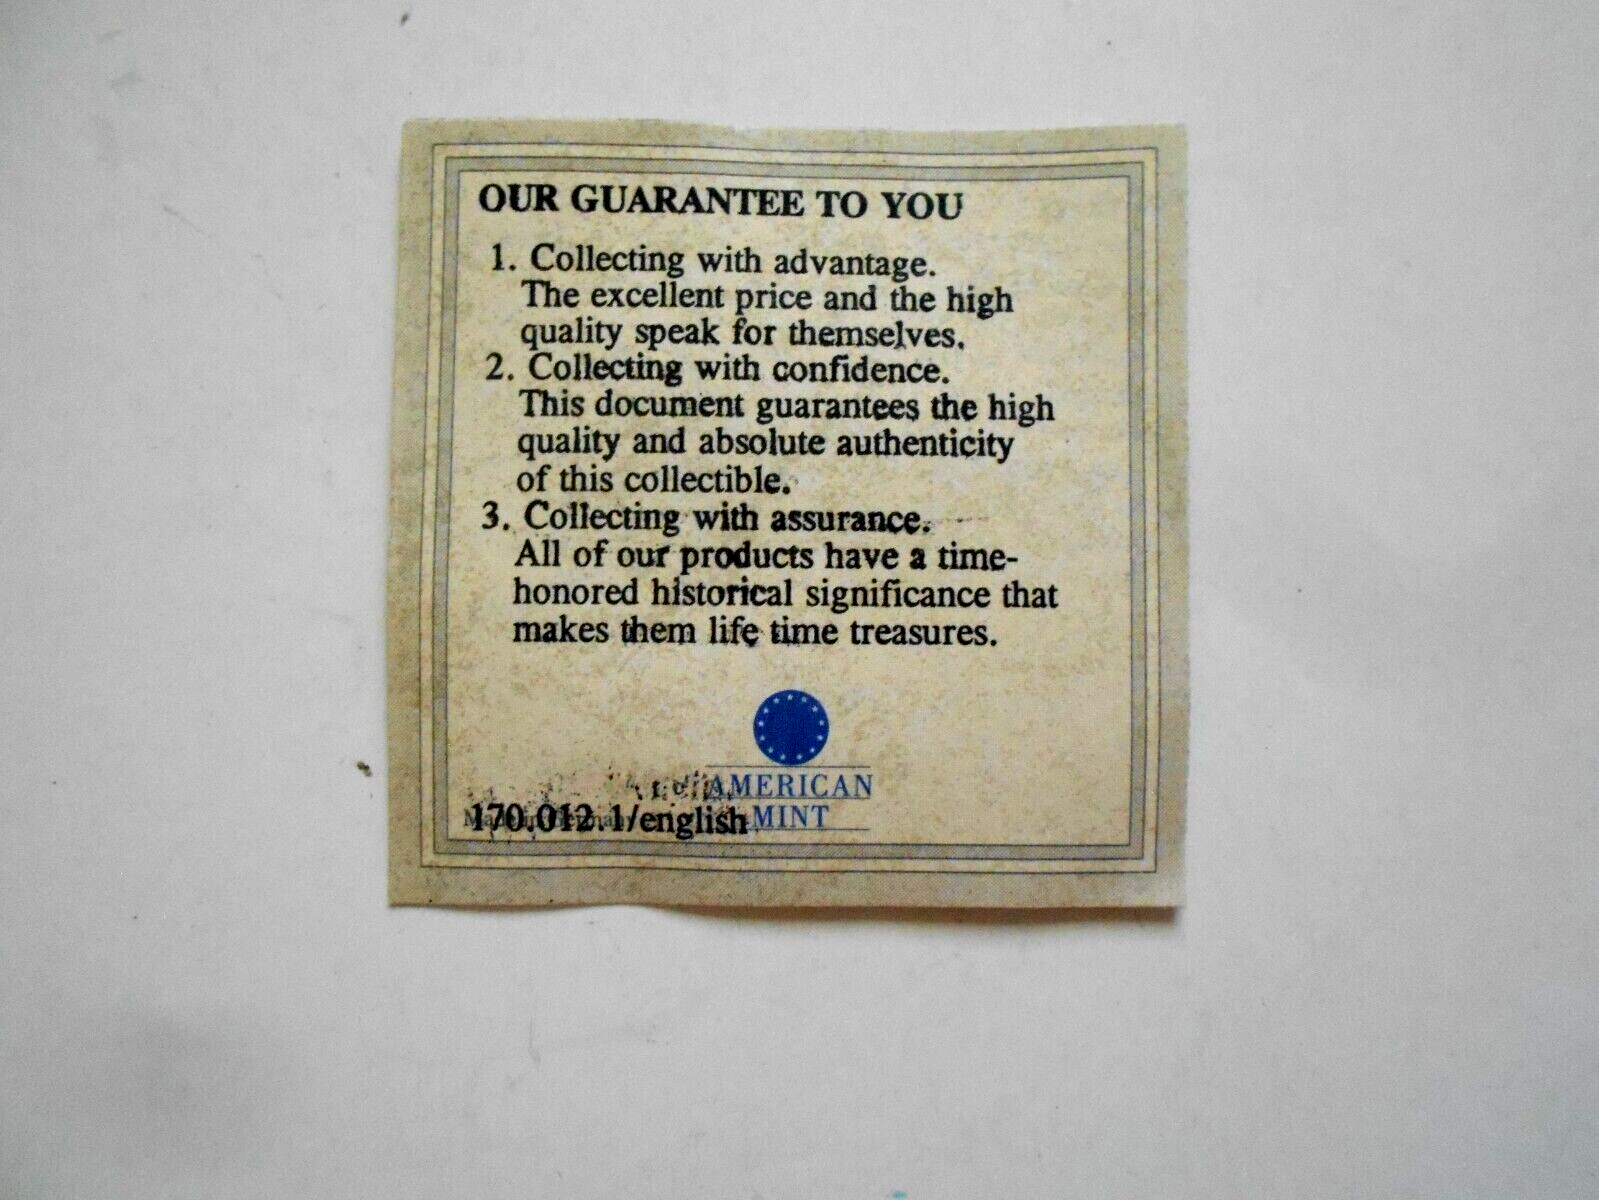 OUR GUARANTEE TO YOU
1. Collecting with advantage.
The excellent price and the high
quality speak for themselves.
2. Collecting with confidence.
This document guarantees the high
quality and absolute authenticity
of this collectible.
3. Collecting with assurance.
All of our products have a time-
honored historical significance that
makes them life time treasures.
AMERICAN
MINT
170.012.1/english